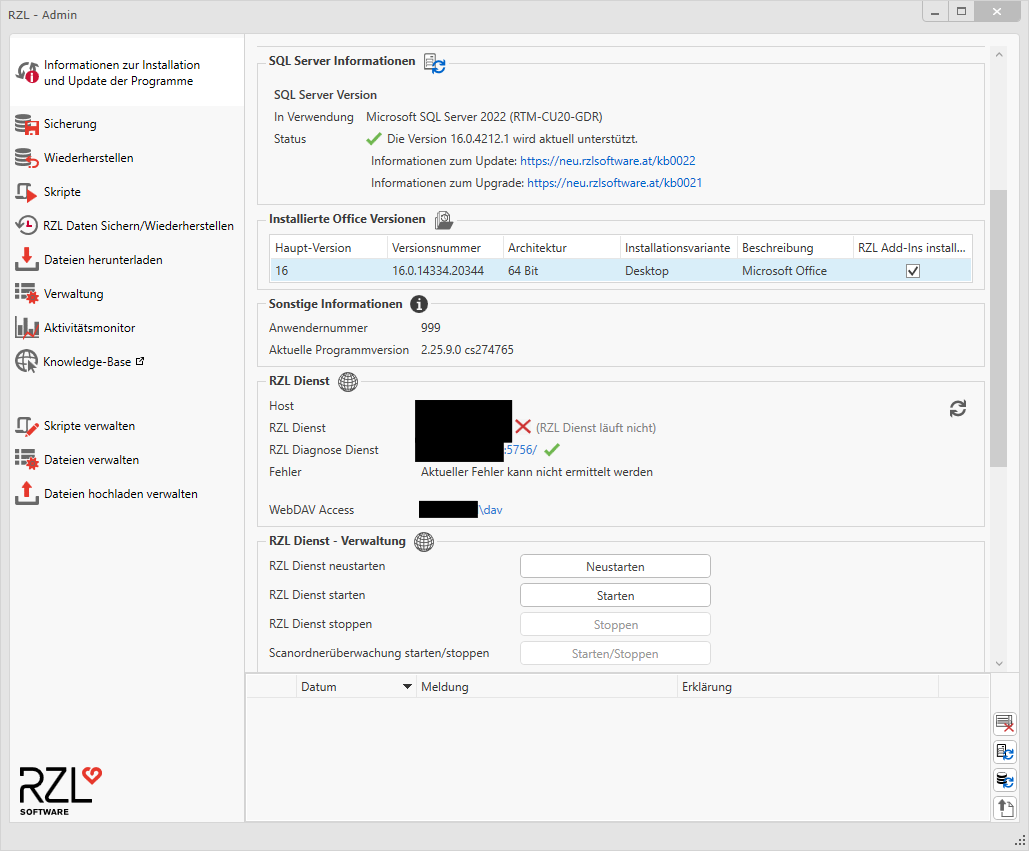 RZL - Admin
Informationen zur Installation
und Update der Programme
Sicherung
Wiederherstellen
Skripte
RZL Daten Sichern/Wiederherstellen
Dateien herunterladen
Verwaltung
Aktivitätsmonitor
Knowledge-Base
Skripte verwalten
Dateien verwalten
Dateien hochladen verwalten
RZL
SOFTWARE
SQL Server Informationen
SQL Server Version
In Verwendung Microsoft SQL Server 2022 (RTM-CU20-GDR)
Status Die Version 16.0.4212.1 wird aktuell unterstützt.
Informationen zum Update: https://neu.rzlsoftware.at/kb0022
Informationen zum Upgrade: https://neu.rzlsoftware.at/kb0021
Installierte Office Versionen
Haupt-Version Versionsnummer Architektur Installationsvariante Beschreibung RZL Add-Ins install...
16 16.0.14334.20344 64 Bit Desktop Microsoft Office
Sonstige Informationen
Anwendernummer 999
Aktuelle Programmversion 2.25.9.0 cs274765
RZL Dienst
Host
RZL Dienst (RZL Dienst läuft nicht)
RZL Diagnose Dienst :5756/
Fehler Aktueller Fehler kann nicht ermittelt werden
WebDAV Access \dav
RZL Dienst - Verwaltung
RZL Dienst neustarten Neustarten
RZL Dienst starten Starten
RZL Dienst stoppen Stoppen
Scanordnerüberwachung starten/stoppen Starten/Stoppen
Datum Meldung Erklärung